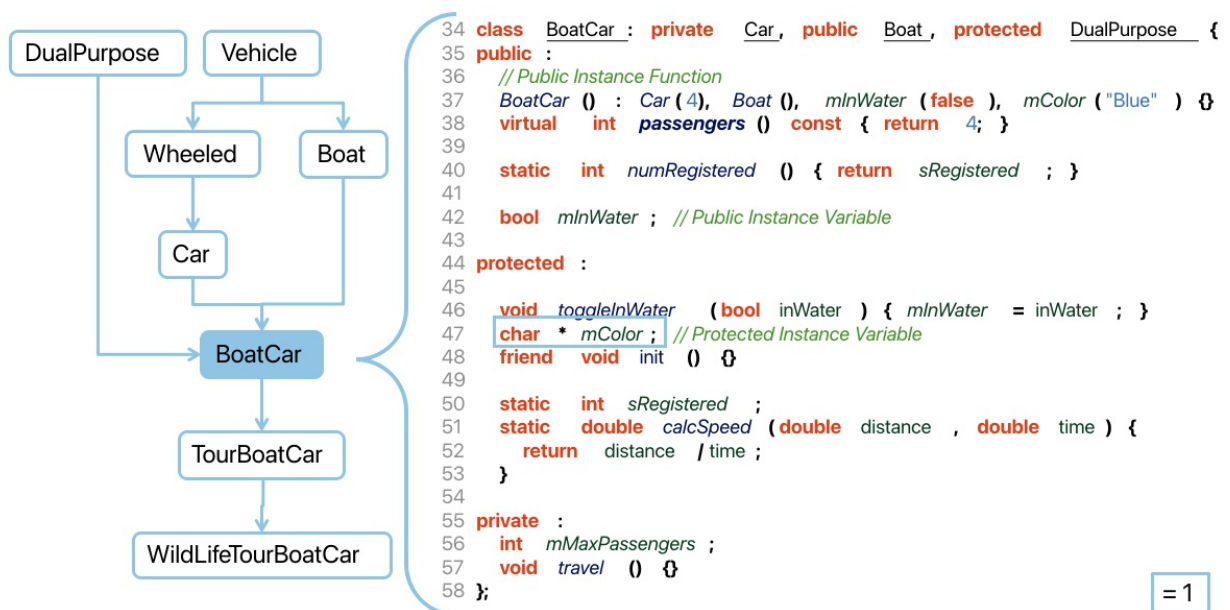 DualPurpose
Vehicle
Wheeled
Boat
Car
BoatCar
TourBoatCar
WildLifeTourBoatCar
34 class BoatCar : private Car , public Boat , protected DualPurpose {
35 public :
36 // Public Instance Function
37 BoatCar () : Car ( 4), Boat (), mInWater ( false ), mColor ( "Blue" ) {}
38 virtual int passengers () const { return 4; }
39
40 static int numRegistered () { return sRegistered ; }
41
42 bool mInWater ; // Public Instance Variable
43
44 protected :
45
46 void toggleInWater ( bool inWater ) { mInWater = inWater ; }
47 char * mColor ; // Protected Instance Variable
48 friend void init () {}
49
50 static int sRegistered ;
51 static double calcSpeed ( double distance , double time ) {
52 return distance / time ;
53 }
54
55 private :
56 int mMaxPassengers ;
57 void travel () {}
58 };
= 1